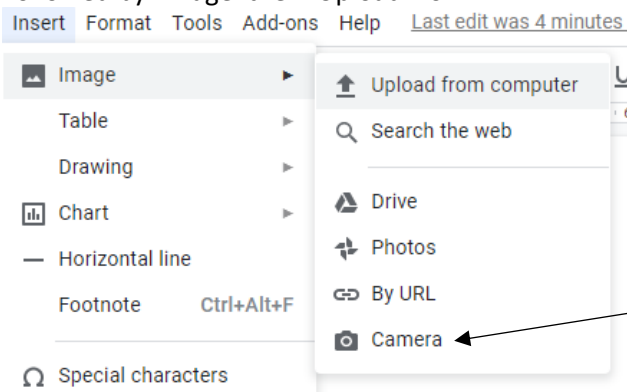 Insert Format Tools Add-ons Help Last edit was 4 minutes
Image
Table
Drawing
Chart
Horizontal line
Footnote Ctrl+Alt+F
Special characters
Upload from computer
Search the web
Drive
Photos
By URL
Camera